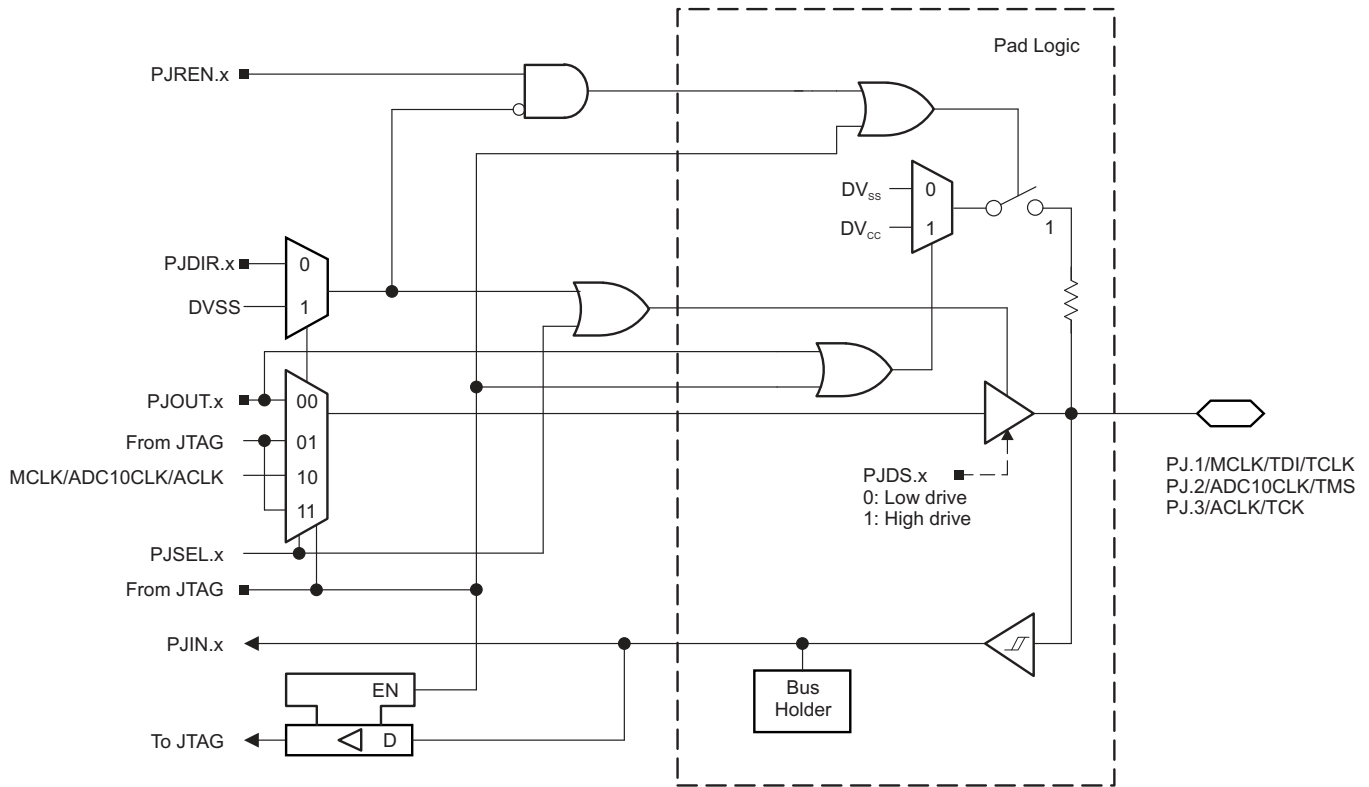 Pad Logic
PJREN.x
DVSS
0
DVCC
1
1
PJDIR.x
0
DVSS
1
PJOUT.x
00
From JTAG
01
MCLK/ADC10CLK/ACLK
10
11
PJDS.x
0: Low drive
1: High drive
PJ.1/MCLK/TDI/TCLK
PJ.2/ADC10CLK/TMS
PJ.3/ACLK/TCK
PJSEL.x
From JTAG
PJIN.x
Bus
Holder
EN
To JTAG
D